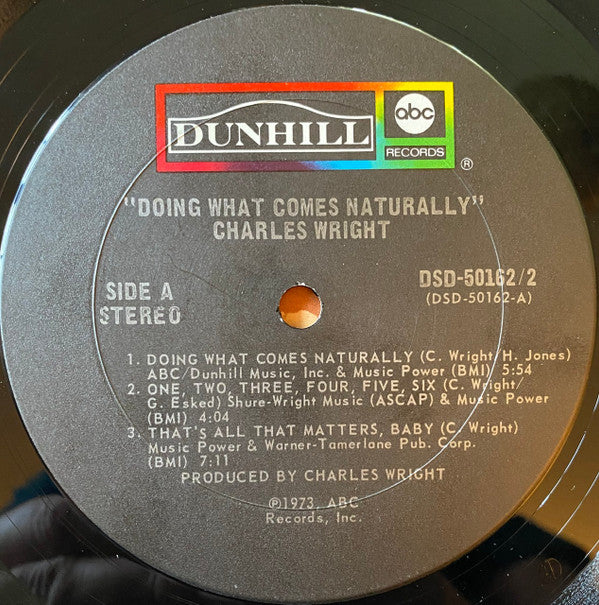 DUNHILL
abc
RECORDS
®
"DOING WHAT COMES NATURALLY"
CHARLES WRIGHT
SIDE A
STEREO
DSD-50162/2
(DSD-50162-A)
1. DOING WHAT COMES NATURALLY (C. Wright/H. Jones)
ABC/Dunhill Music, Inc. & Music Power (BMI) 5:54
2. ONE, TWO, THREE, FOUR, FIVE, SIX (C. Wright/
G. Esked) Shure-Wright Music (ASCAP) & Music Power
(BMI) 4:04
3. THAT'S ALL THAT MATTERS, BABY (C. Wright)
Music Power & Warner-Tamerlane Pub. Corp.
(BMI) 7:11
PRODUCED BY CHARLES WRIGHT
℗1973, ABC
Records, Inc.